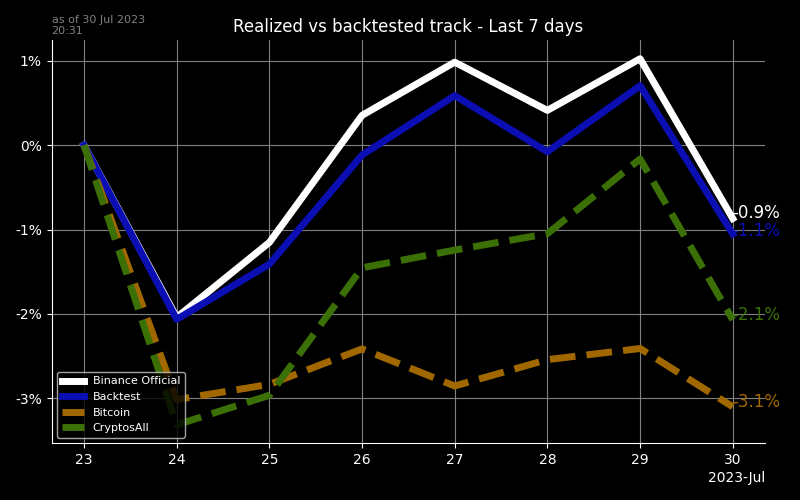 as of 30 Jul 2023
20:31
Realized vs backtested track - Last 7 days
1%
0%
-1%
-2%
-3%
-0.9%
-1.1%
-2.1%
-3.1%
Binance Official
Backtest
Bitcoin
CryptosAll
23
24
25
26
27
28
29
30
2023-Jul